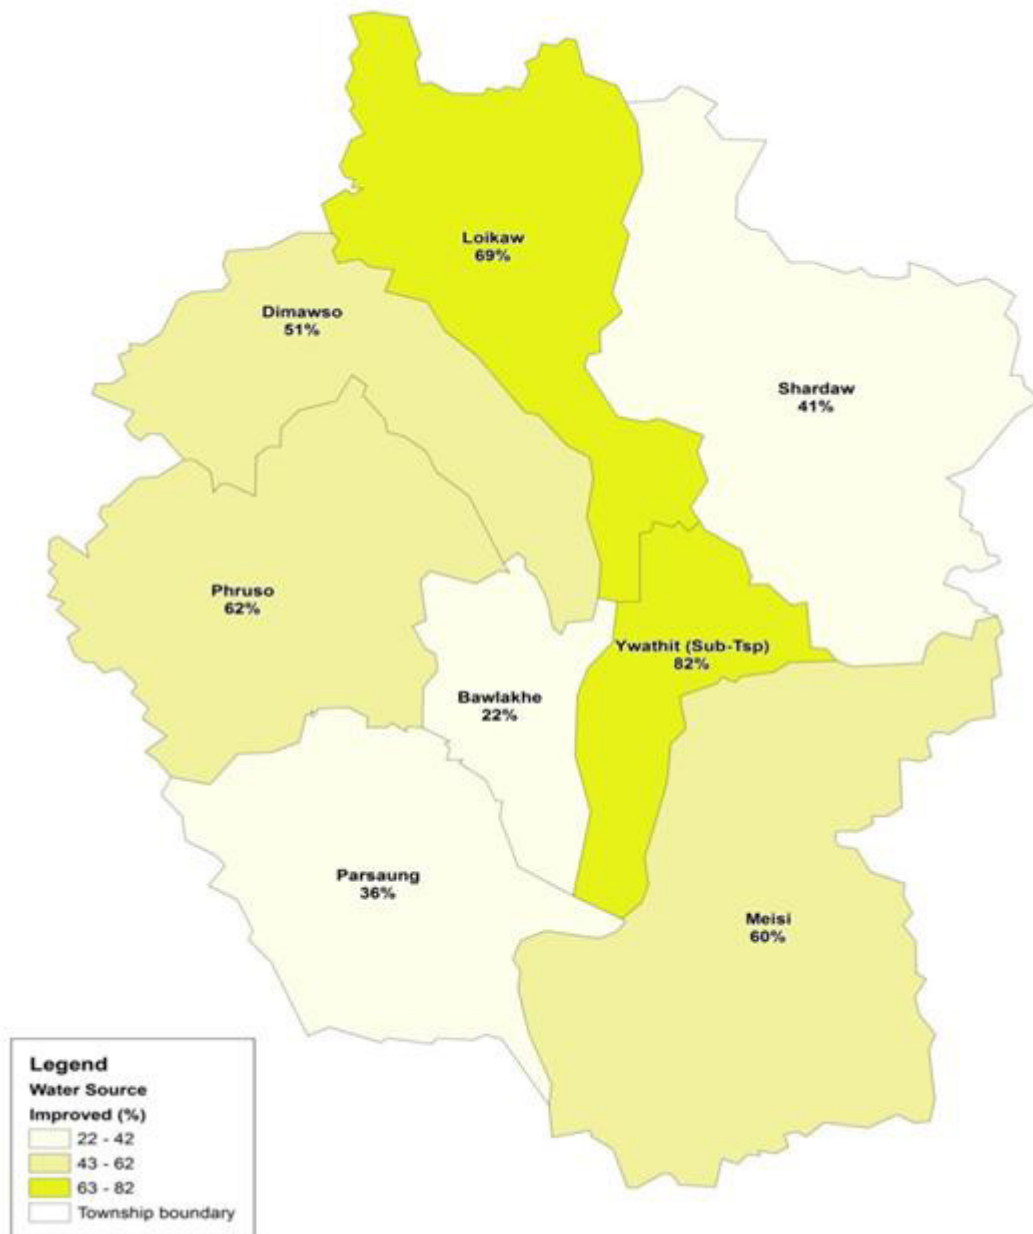 Loikaw
69%
Dimawso
51%
Shardaw
41%
Phruso
62%
Ywathit (Sub-Tsp)
82%
Bawlakhe
22%
Parsaung
36%
Meisi
60%
Legend
Water Source
Improved (%)
22 - 42
43 - 62
63 - 82
Township boundary